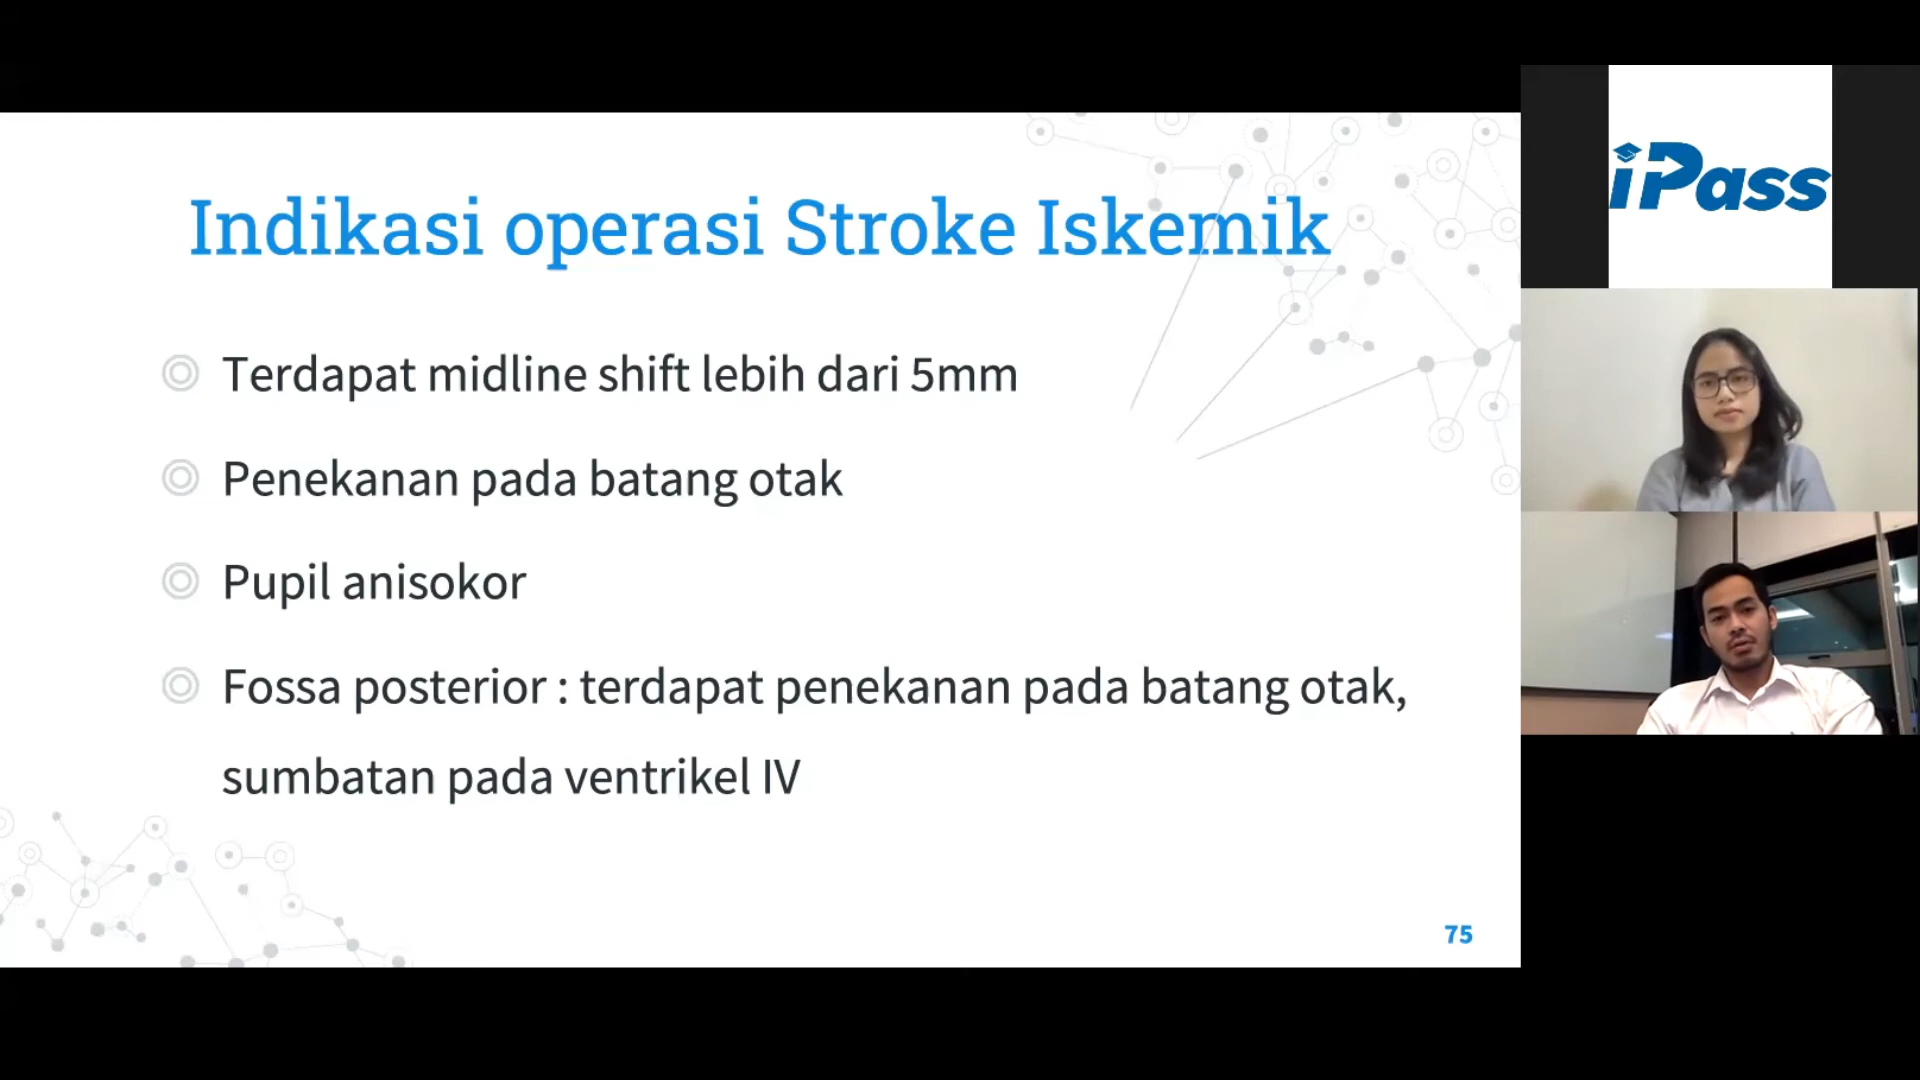 Indikasi operasi Stroke Iskemik
Terdapat midline shift lebih dari 5mm
Penekanan pada batang otak
Pupil anisokor
Fossa posterior : terdapat penekanan pada batang otak,
sumbatan pada ventrikel IV
75
iPass